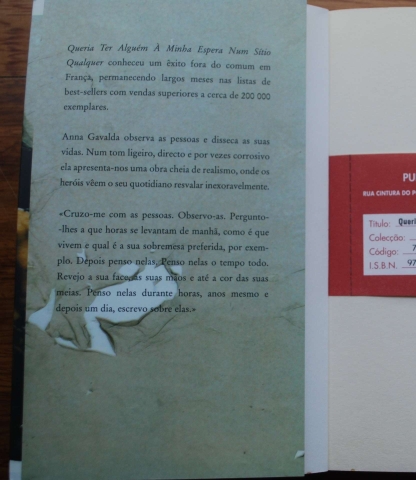 Queria Ter Alguém À Minha Espera Num Sítio
Qualquer conheceu um êxito fora do comum em
França, permanecendo largos meses nas listas de
best-sellers com vendas superiores a cerca de 200 000
exemplares.
Anna Gavalda observa as pessoas e disseca as suas
vidas. Num tom ligeiro, directo e por vezes corrosivo
ela apresenta-nos uma obra cheia de realismo, onde os
heróis vêem o seu quotidiano resvalar inexoravelmente.
«Cruzo-me com as pessoas. Observo-as. Pergunto-
-lhes a que horas se levantam de manhã, como é que
vivem e qual é a sua sobremesa preferida, por exem-
plo. Depois penso nelas. Penso nelas o tempo todo.
Revejo a sua face, as suas mãos e até a cor das suas
meias. Penso nelas durante horas, anos mesmo e
depois um dia, escrevo sobre elas.»
PU
RUA CINTURA DO P
Título: Queri
Colecção:
Código: 7
I.S.B.N. 97